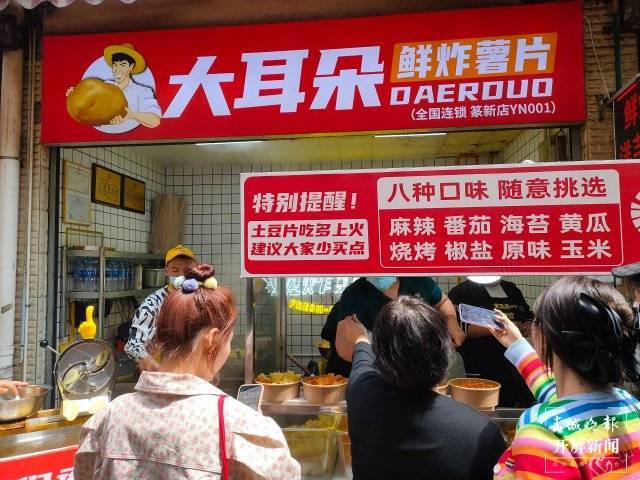 大耳朵
鲜炸薯片
DAERDUO
(全国连锁 篆新店YN001)
特别提醒!
土豆片吃多上火
建议大家少买点
八种口味 随意挑选
麻辣 番茄 海苔 黄瓜
烧烤 椒盐 原味 玉米
春城晚报
开屏新闻